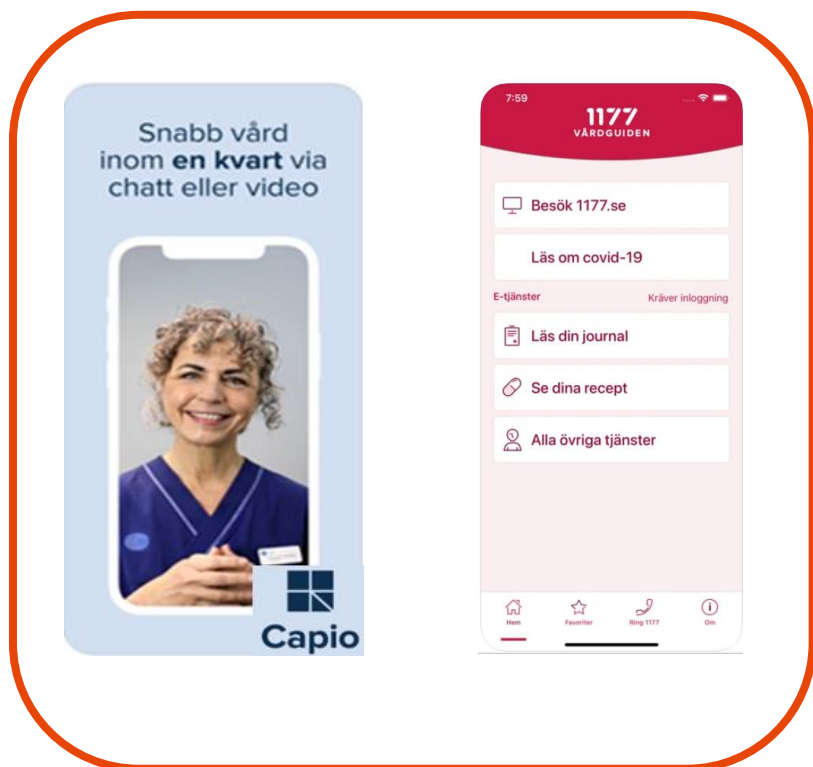 Snabb vård
inom en kvart via
chatt eller video
Capio
7:59
1177
VÅRDGUIDEN
Besök 1177.se
Läs om covid-19
E-tjänster
Kräver inloggning
Läs din journal
Se dina recept
Alla övriga tjänster
Hem
Favoriter
Ring 1177
Om